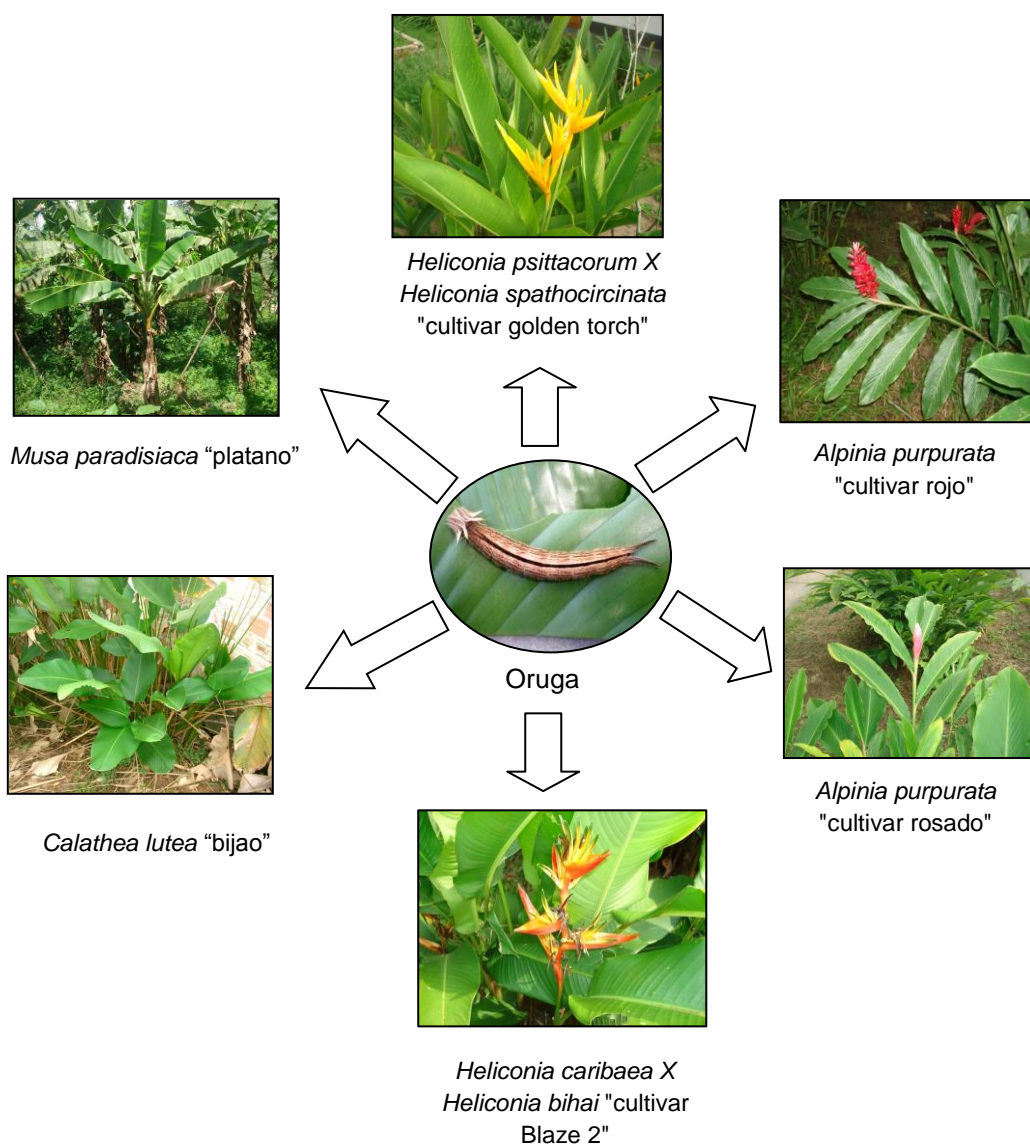 Heliconia psittacorum X
Heliconia spathocircinata
"cultivar golden torch"
Musa paradisiaca “platano”
Alpinia purpurata
"cultivar rojo"
Oruga
Calathea lutea “bijao”
Alpinia purpurata
"cultivar rosado"
Heliconia caribaea X
Heliconia bihai "cultivar
Blaze 2"